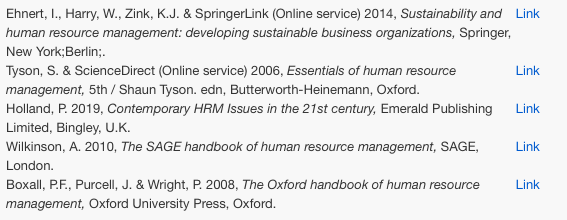 Ehnert, I., Harry, W., Zink, K.J. & SpringerLink (Online service) 2014, Sustainability and Link
human resource management: developing sustainable business organizations, Springer,
New York;Berlin;.
Tyson, S. & ScienceDirect (Online service) 2006, Essentials of human resource Link
management, 5th / Shaun Tyson. edn, Butterworth-Heinemann, Oxford.
Holland, P. 2019, Contemporary HRM Issues in the 21st century, Emerald Publishing Link
Limited, Bingley, U.K.
Wilkinson, A. 2010, The SAGE handbook of human resource management, SAGE, Link
London.
Boxall, P.F., Purcell, J. & Wright, P. 2008, The Oxford handbook of human resource Link
management, Oxford University Press, Oxford.